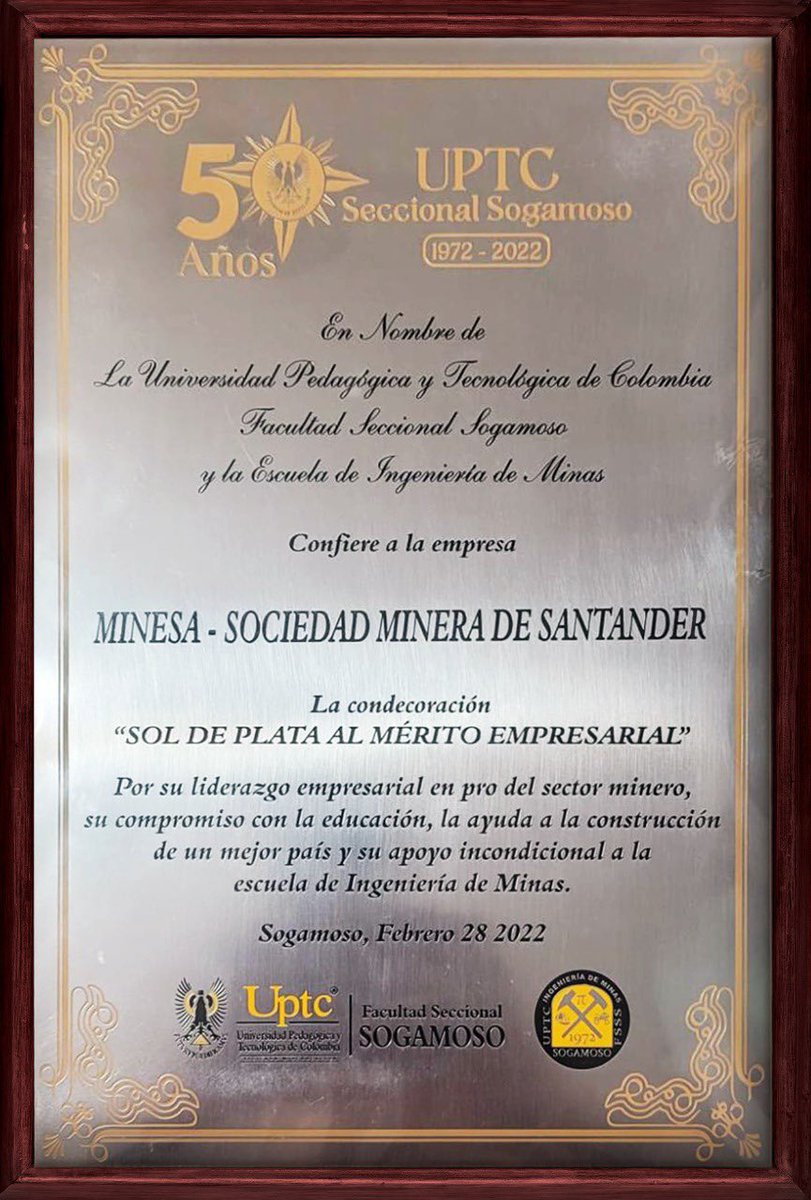 50 Años
UPTC
Seccional Sogamoso
1972 - 2022
En Nombre de
La Universidad Pedagógica y Tecnológica de Colombia
Facultad Seccional Sogamoso
y la Escuela de Ingeniería de Minas
Confiere a la empresa
MINESA - SOCIEDAD MINERA DE SANTANDER
La condecoración
“SOL DE PLATA AL MÉRITO EMPRESARIAL”
Por su liderazgo empresarial en pro del sector minero,
su compromiso con la educación, la ayuda a la construcción
de un mejor país y su apoyo incondicional a la
escuela de Ingeniería de Minas.
Sogamoso, Febrero 28 2022
Uptc®
Universidad Pedagógica y
Tecnológica de Colombia
Facultad Seccional
SOGAMOSO
UPTC INGENIERÍA DE MINAS FSSS
π
1972
SOGAMOSO